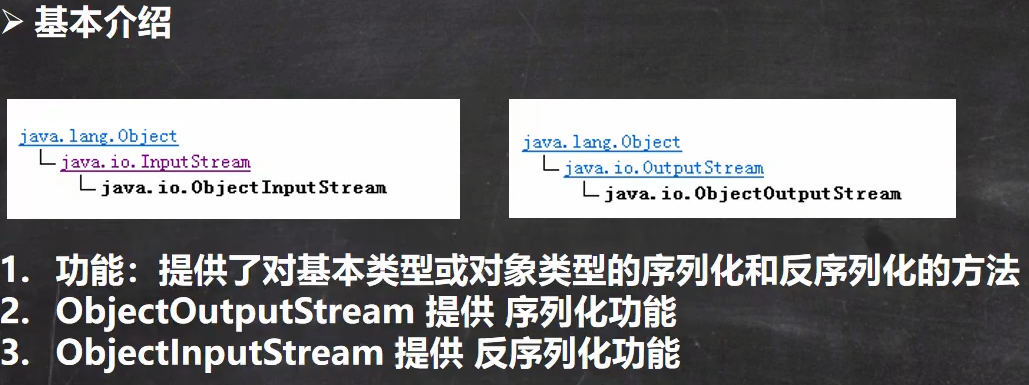 ➢ 基本介绍
java.lang.Object
java.io.InputStream
java.io.ObjectInputStream
java.lang.Object
java.io.OutputStream
java.io.ObjectOutputStream
1. 功能：提供了对基本类型或对象类型的序列化和反序列化的方法
2. ObjectOutputStream 提供 序列化功能
3. ObjectInputStream 提供 反序列化功能